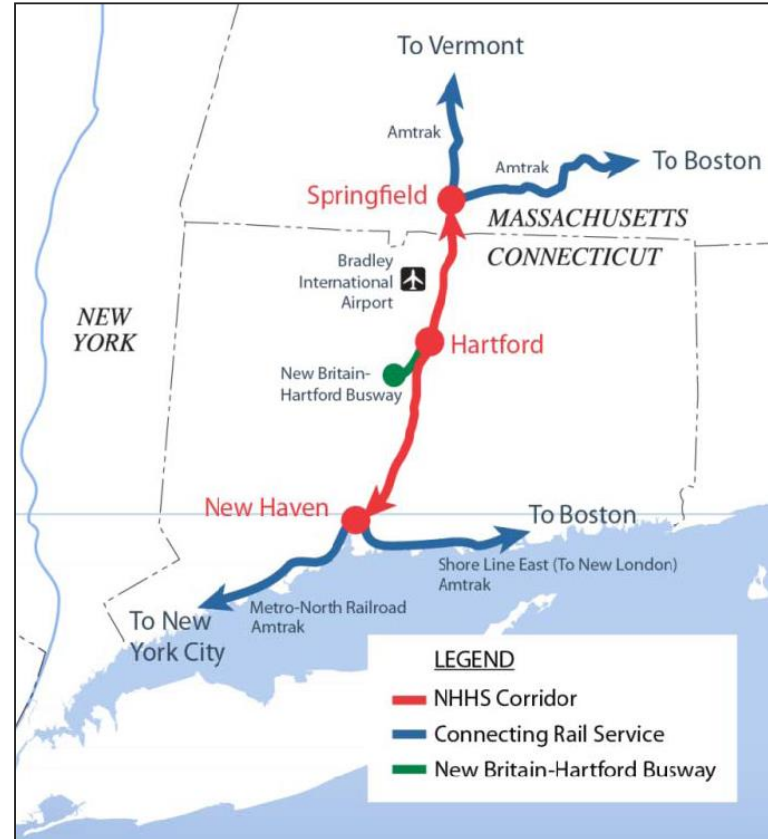 To Vermont
Amtrak
Amtrak
To Boston
Springfield
MASSACHUSETTS
CONNECTICUT
Bradley
International
Airport
NEW
YORK
Hartford
New Britain-
Hartford Busway
New Haven
To Boston
Shore Line East (To New London)
Amtrak
Metro-North Railroad
Amtrak
To New
York City
LEGEND
NHHS Corridor
Connecting Rail Service
New Britain-Hartford Busway